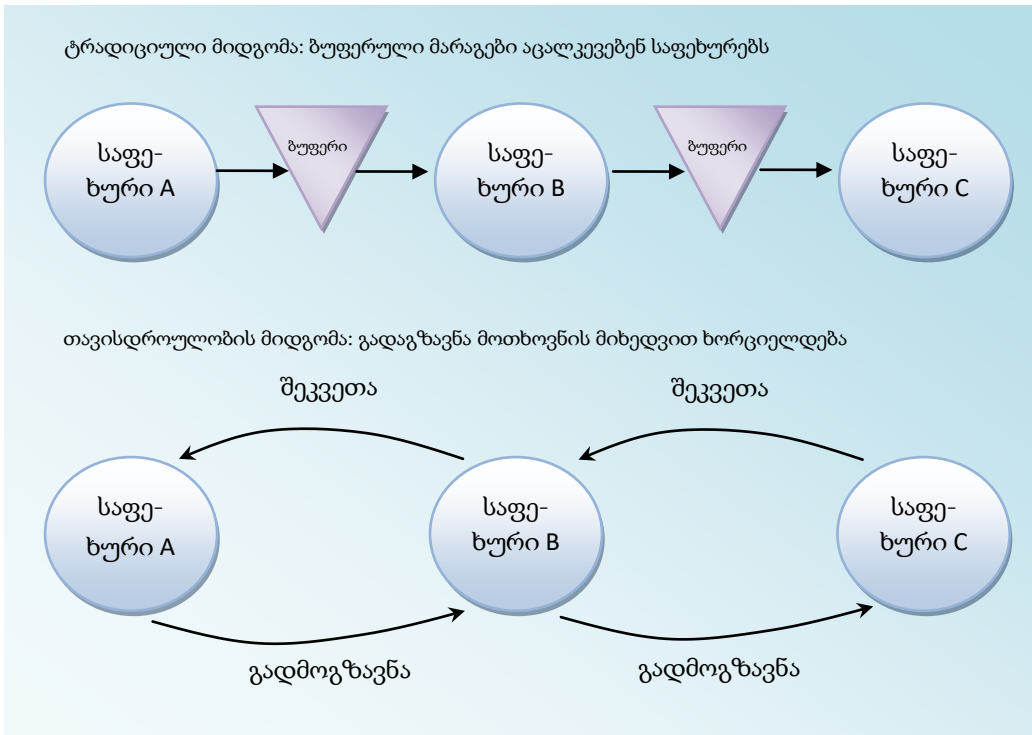 ტრადიციული მიდგომა: ბუფერული მარაგები აცალკევებენ საფეხურებს
საფე-
ხური A
ბუფერი
საფე-
ხური B
ბუფერი
საფე-
ხური C
თავისდროულობის მიდგომა: გადაგზავნა მოთხოვნის მიხედვით ხორციელდება
შეკვეთა
შეკვეთა
საფე-
ხური A
საფე-
ხური B
საფე-
ხური C
გადმოგზავნა
გადმოგზავნა